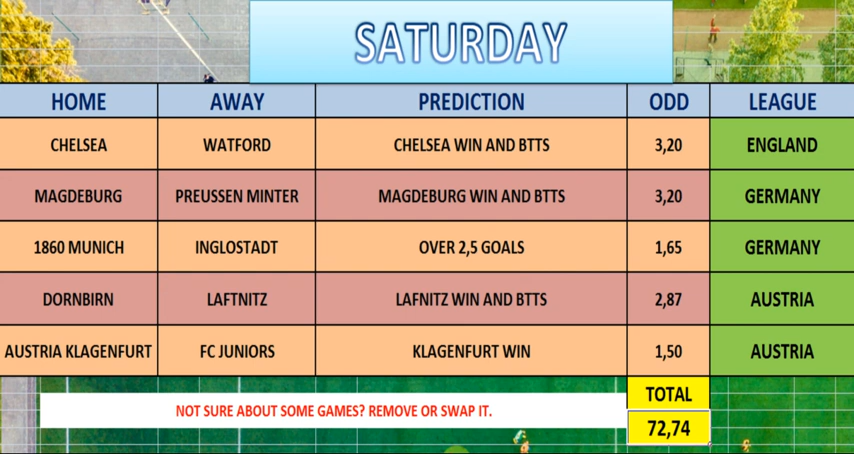 SATURDAY
HOME AWAY PREDICTION ODD LEAGUE
CHELSEA WATFORD CHELSEA WIN AND BTTS 3,20 ENGLAND
MAGDEBURG PREUSSEN MINTER MAGDEBURG WIN AND BTTS 3,20 GERMANY
1860 MUNICH INGLOSTADT OVER 2,5 GOALS 1,65 GERMANY
DORNBIRN LAFTNITZ LAFNITZ WIN AND BTTS 2,87 AUSTRIA
AUSTRIA KLAGENFURT FC JUNIORS KLAGENFURT WIN 1,50 AUSTRIA
TOTAL
NOT SURE ABOUT SOME GAMES? REMOVE OR SWAP IT.
72,74